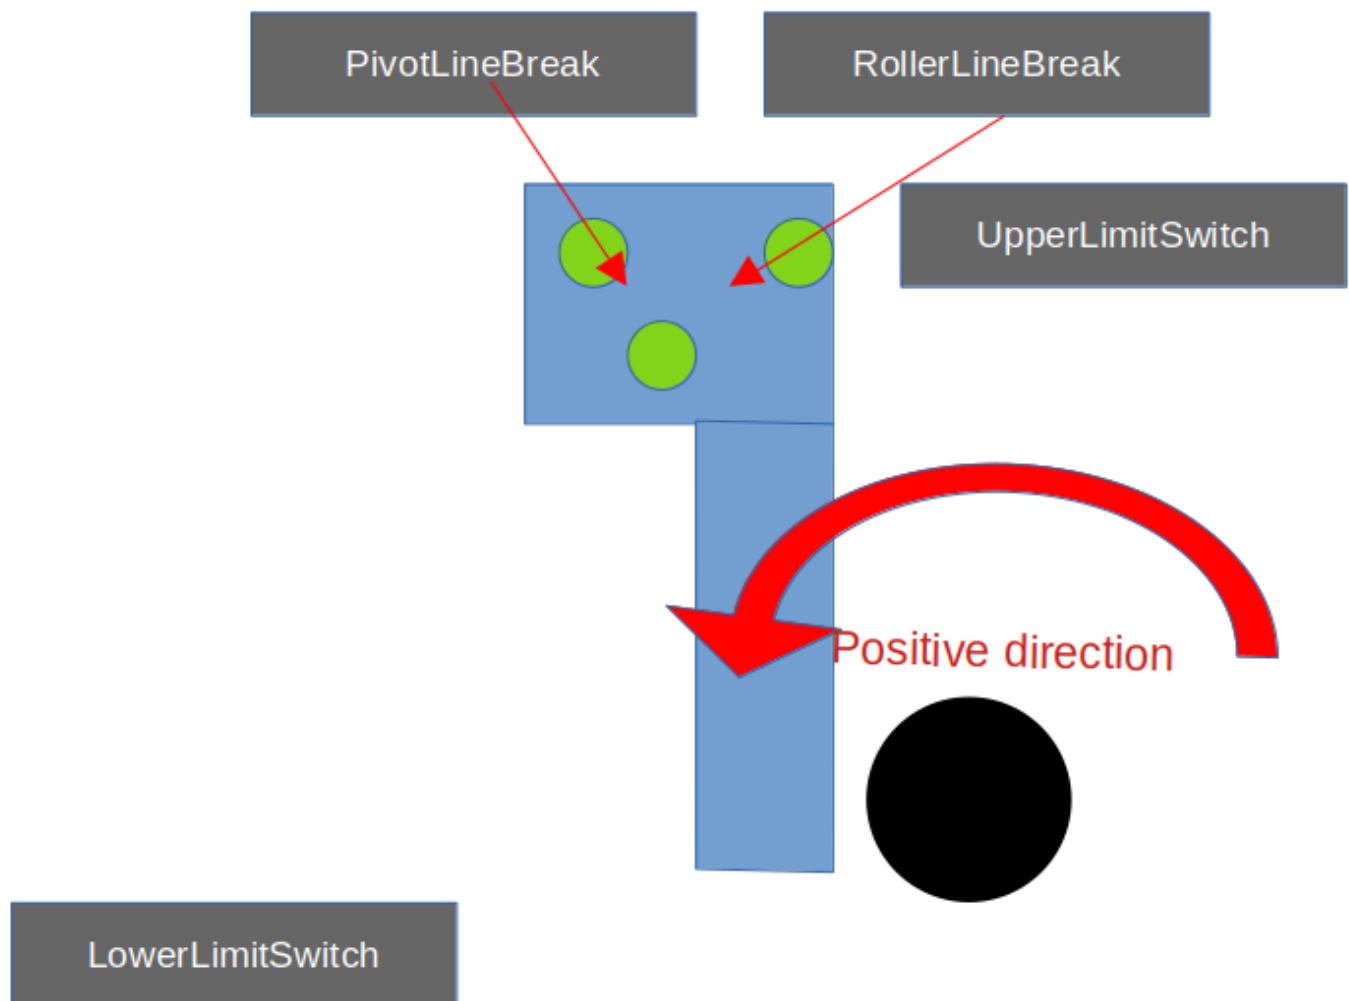 PivotLineBreak
RollerLineBreak
UpperLimitSwitch
Positive direction
LowerLimitSwitch